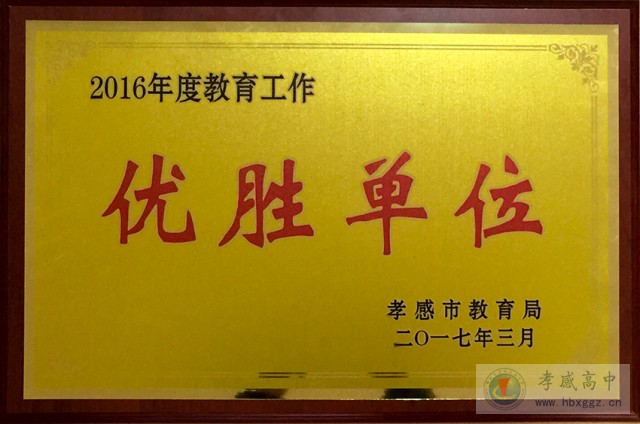 2016年度教育工作
优胜单位
孝感市教育局
二〇一七年三月
孝感高中
www.hbxggz.cn